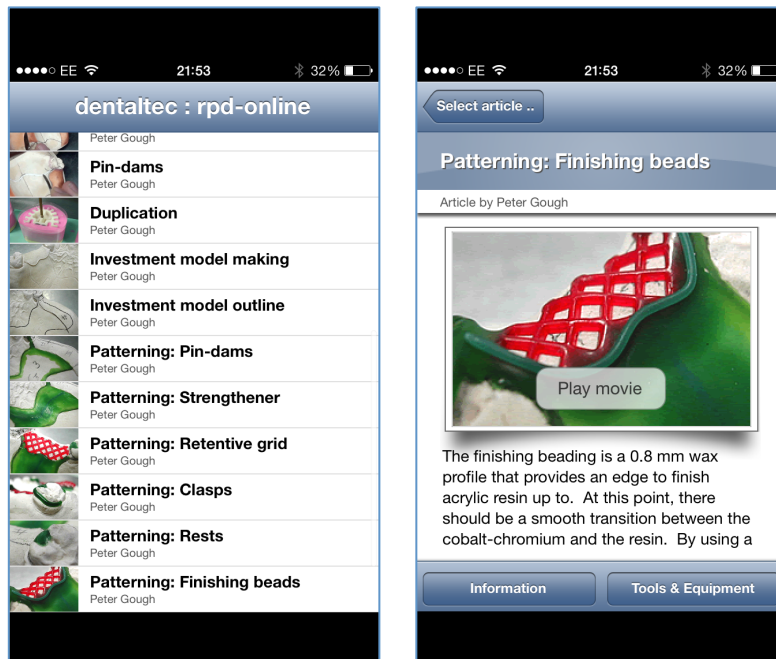 ●●●●○ EE 21:53 32%
dentaltec : rpd-online
Peter Gough
Pin-dams
Peter Gough
Duplication
Peter Gough
Investment model making
Peter Gough
Investment model outline
Peter Gough
Patterning: Pin-dams
Peter Gough
Patterning: Strengthener
Peter Gough
Patterning: Retentive grid
Peter Gough
Patterning: Clasps
Peter Gough
Patterning: Rests
Peter Gough
Patterning: Finishing beads
Peter Gough
●●●●○ EE 21:53 32%
Select article ..
Patterning: Finishing beads
Article by Peter Gough
Play movie
The finishing beading is a 0.8 mm wax
profile that provides an edge to finish
acrylic resin up to. At this point, there
should be a smooth transition between the
cobalt-chromium and the resin. By using a
Information Tools & Equipment